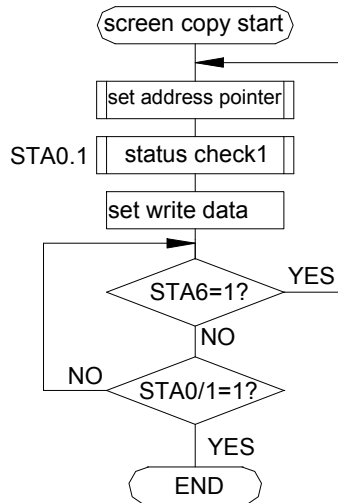 screen copy start
set address pointer
STA0.1
status check1
set write data
STA6=1?
YES
NO
STA0/1=1?
NO
YES
END